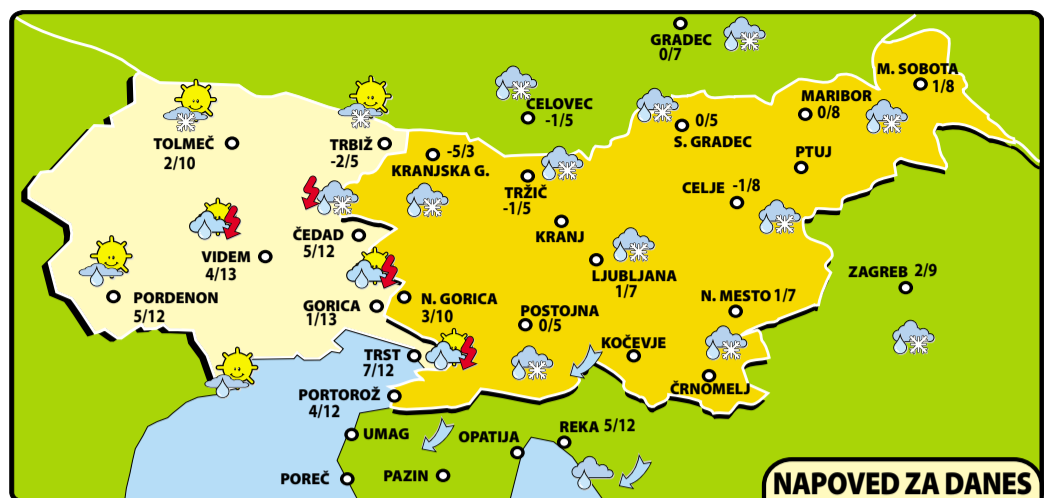 GRADEC
0/7
M. SOBOTA
1/8
CELOVEC
-1/5
MARIBOR
0/8
0/5
S. GRADEC
TOLMEČ
2/10
TRBIŽ
-2/5
-5/3
KRANJSKA G.
PTUJ
TRŽIČ
-1/5
CELJE -1/8
KRANJ
ČEDAD
5/12
VIDEM
4/13
LJUBLJANA
1/7
ZAGREB 2/9
PORDENON
5/12
GORICA
1/13
N. GORICA
3/10
POSTOJNA
0/5
N. MESTO 1/7
KOČEVJE
TRST
7/12
ČRNOMELJ
PORTOROŽ
4/12
UMAG
OPATIJA
REKA 5/12
POREČ
PAZIN
NAPOVED ZA DANES